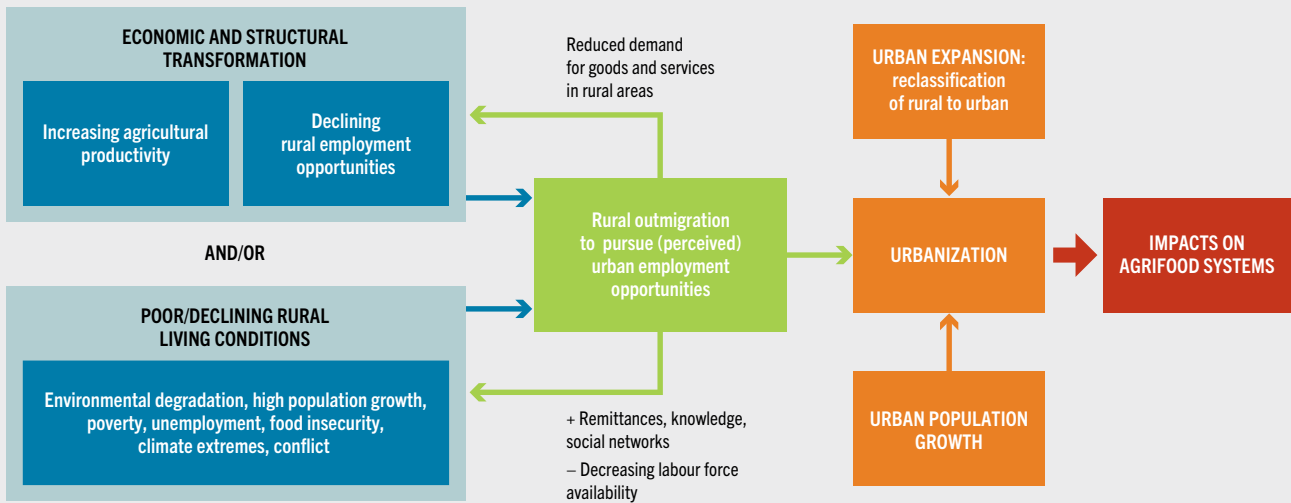 ECONOMIC AND STRUCTURAL
TRANSFORMATION
Increasing agricultural
productivity
Declining
rural employment
opportunities
AND/OR
POOR/DECLINING RURAL
LIVING CONDITIONS
Environmental degradation, high population growth,
poverty, unemployment, food insecurity,
climate extremes, conflict
Reduced demand
for goods and services
in rural areas
Rural outmigration
to pursue (perceived)
urban employment
opportunities
+ Remittances, knowledge,
social networks
– Decreasing labour force
availability
URBAN EXPANSION:
reclassification
of rural to urban
URBANIZATION
URBAN POPULATION
GROWTH
IMPACTS ON
AGRIFOOD SYSTEMS